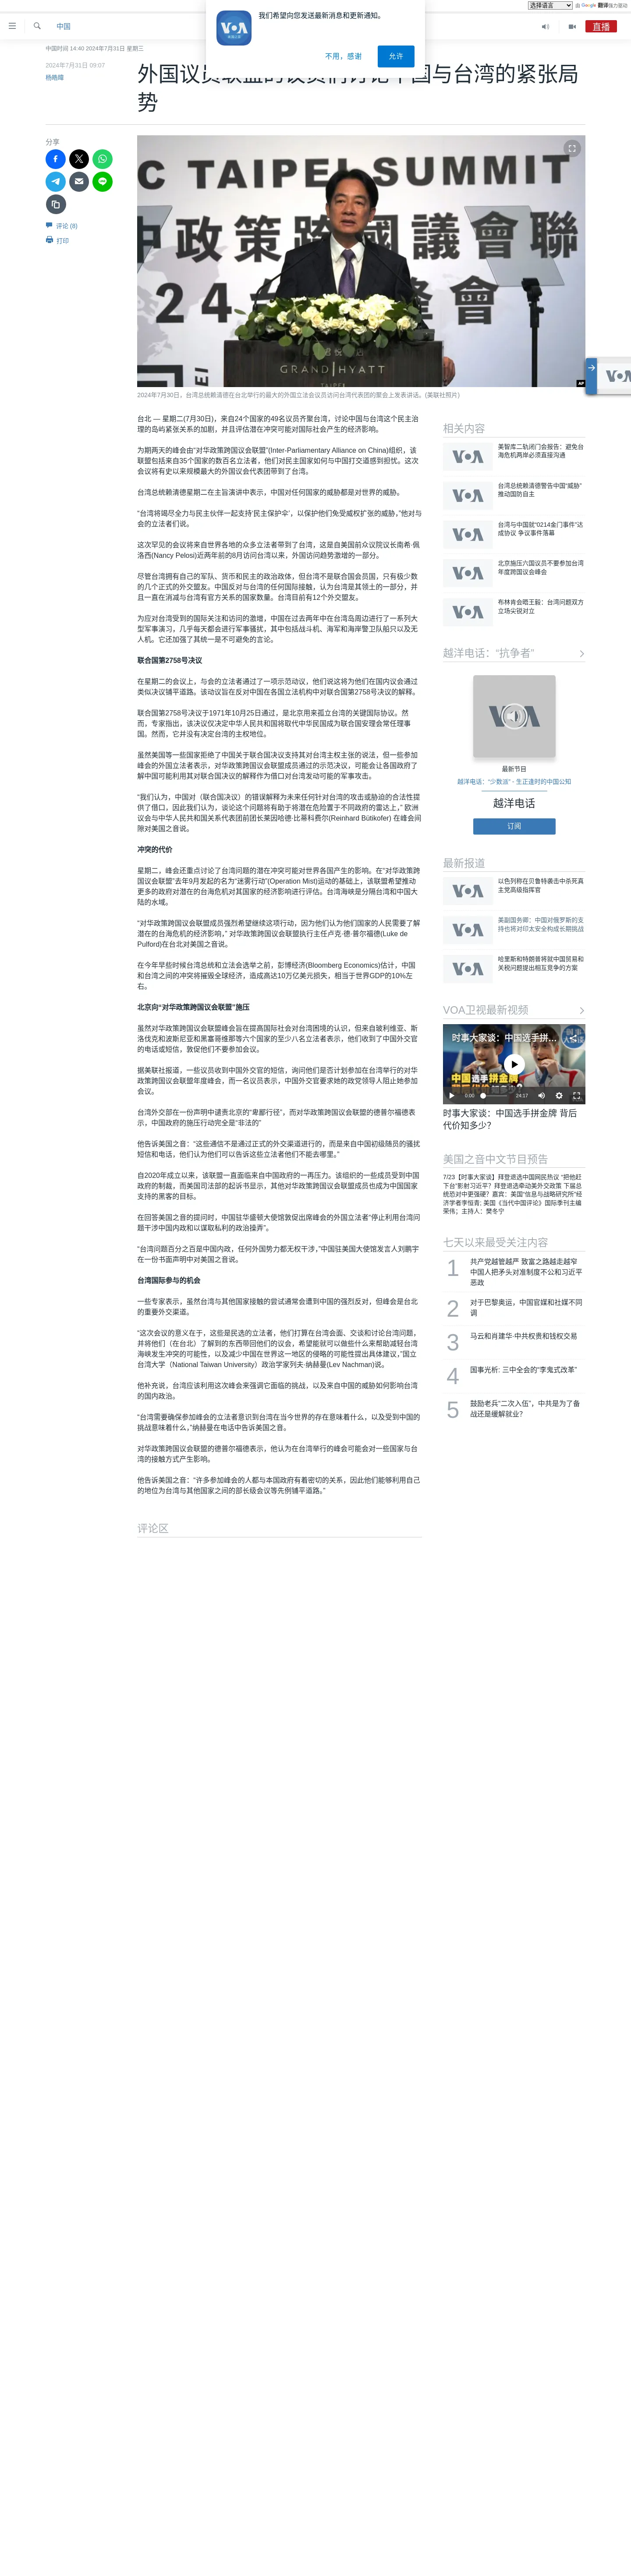 选择语言 由 Google 翻译强力驱动
我们希望向您发送最新消息和更新通知。
VOA
不用，感谢
允许
中国
直播
中国时间 14:40 2024年7月31日 星期三
2024年7月31日 09:07
杨皓暐
外国议员联盟的议员们讨论中国与台湾的紧张局
势
分享
评论 (8)
打印
TAIPEI SUMMIT
GRAND HYATT
AP
2024年7月30日，台湾总统赖清德在台北举行的最大的外国立法会议员访问台湾代表团的聚会上发表讲话。(美联社照片)
台北 — 星期二(7月30日)，来自24个国家的49名议员齐聚台湾，讨论中国与台湾这个民主治
理的岛屿紧张关系的加剧，并且评估潜在冲突可能对国际社会产生的经济影响。
为期两天的峰会由“对华政策跨国议会联盟”(Inter-Parliamentary Alliance on China)组织，该
联盟包括来自35个国家的数百名立法者，他们对民主国家如何与中国打交道感到担忧。这次
会议将有史以来规模最大的外国议会代表团带到了台湾。
台湾总统赖清德星期二在主旨演讲中表示，中国对任何国家的威胁都是对世界的威胁。
“台湾将竭尽全力与民主伙伴一起支持‘民主保护伞’，以保护他们免受威权扩张的威胁，”他对与
会的立法者们说。
这次罕见的会议将来自世界各地的众多立法者带到了台湾，这是自美国前众议院议长南希·佩
洛西(Nancy Pelosi)近两年前的8月访问台湾以来，外国访问趋势激增的一部分。
尽管台湾拥有自己的军队、货币和民主的政治政体，但台湾不是联合国会员国，只有极少数
的几个正式的外交盟友。中国反对与台湾的任何国际接触，认为台湾是其领土的一部分，并
且一直在消减与台湾有官方关系的国家数量。台湾目前有12个外交盟友。
为应对台湾受到的国际关注和访问的激增，中国在过去两年中在台湾岛周边进行了一系列大
型军事演习，几乎每天都会进行军事骚扰，其中包括战斗机、海军和海岸警卫队船只以及无
人机。它还加强了其统一是不可避免的言论。
联合国第2758号决议
在星期二的会议上，与会的立法者通过了一项示范动议，他们说这将为他们在国内议会通过
类似决议铺平道路。该动议旨在反对中国在各国立法机构中对联合国第2758号决议的解释。
联合国第2758号决议于1971年10月25日通过，是北京用来孤立台湾的关键国际协议。然
而，专家指出，该决议仅决定中华人民共和国将取代中华民国成为联合国安理会常任理事
国。然而，它并没有决定台湾的主权地位。
虽然美国等一些国家拒绝了中国关于联合国决议支持其对台湾主权主张的说法，但一些参加
峰会的外国立法者表示，对华政策跨国议会联盟成员通过的示范决议，可能会让各国政府了
解中国可能利用其对联合国决议的解释作为借口对台湾发动可能的军事攻击。
“我们认为，中国对（联合国决议）的错误解释为未来任何针对台湾的攻击或胁迫的合法性提
供了借口，因此我们认为，谈论这个问题将有助于将潜在危险置于不同政府的雷达上，” 欧洲
议会与中华人民共和国关系代表团前团长莱因哈德·比蒂科费尔(Reinhard Bütikofer) 在峰会间
隙对美国之音说。
冲突的代价
星期二，峰会还重点讨论了台湾问题的潜在冲突可能对世界各国产生的影响。在“对华政策跨
国议会联盟”去年9月发起的名为“迷雾行动”(Operation Mist)运动的基础上，该联盟希望推动
更多的政府对潜在的台海危机对其国家的经济影响进行评估。台湾海峡是分隔台湾和中国大
陆的水域。
“对华政策跨国议会联盟成员强烈希望继续这项行动，因为他们认为他们国家的人民需要了解
潜在的台海危机的经济影响，” 对华政策跨国议会联盟执行主任卢克·德·普尔福德(Luke de
Pulford)在台北对美国之音说。
在今年早些时候台湾总统和立法会选举之前，彭博经济(Bloomberg Economics)估计，中国
和台湾之间的冲突将摧毁全球经济，造成高达10万亿美元损失，相当于世界GDP的10%左
右。
北京向“对华政策跨国议会联盟”施压
虽然对华政策跨国议会联盟峰会旨在提高国际社会对台湾困境的认识，但来自玻利维亚、斯
洛伐克和波斯尼亚和黑塞哥维那等六个国家的至少八名立法者表示，他们收到了中国外交官
的电话或短信，敦促他们不要参加会议。
据美联社报道，一些议员收到中国外交官的短信，询问他们是否计划参加在台湾举行的对华
政策跨国议会联盟年度峰会，而一名议员表示，中国外交官要求她的政党领导人阻止她参加
会议。
台湾外交部在一份声明中谴责北京的“卑鄙行径”，而对华政策跨国议会联盟的德普尔福德表
示，中国政府的施压行动完全是“非法的”
他告诉美国之音：“这些通信不是通过正式的外交渠道进行的，而是来自中国初级随员的骚扰
短信和电话，他们认为他们可以告诉这些立法者他们不能去哪里。”
自2020年成立以来，该联盟一直面临来自中国政府的一再压力。该组织的一些成员受到中国
政府的制裁，而美国司法部的起诉书显示，其他对华政策跨国议会联盟成员也成为中国国家
支持的黑客的目标。
在回答美国之音的提问时，中国驻华盛顿大使馆敦促出席峰会的外国立法者“停止利用台湾问
题干涉中国内政和以谋取私利的政治操弄”。
“台湾问题百分之百是中国内政，任何外国势力都无权干涉，”中国驻美国大使馆发言人刘鹏宇
在一份书面声明中对美国之音说。
台湾国际参与的机会
一些专家表示，虽然台湾与其他国家接触的尝试通常会遭到中国的强烈反对，但峰会是台北
的重要外交渠道。
“这次会议的意义在于，这些是民选的立法者，他们打算在台湾会面、交谈和讨论台湾问题，
并将他们（在台北）了解到的东西带回他们的议会，希望能就可以做些什么来帮助减轻台湾
海峡发生冲突的可能性，或者至少减少中国在世界这一地区的侵略的可能性提出具体建议，”国立
台湾大学（National Taiwan University）政治学家列夫·纳赫曼(Lev Nachman)说。
他补充说，台湾应该利用这次峰会来强调它面临的挑战，以及来自中国的威胁如何影响台湾
的国内政治。
“台湾需要确保参加峰会的立法者意识到台湾在当今世界的存在意味着什么，以及受到中国的
挑战意味着什么，”纳赫曼在电话中告诉美国之音。
对华政策跨国议会联盟的德普尔福德表示，他认为在台湾举行的峰会可能会对一些国家与台
湾的接触方式产生影响。
他告诉美国之音：“许多参加峰会的人都与本国政府有着密切的关系，因此他们能够利用自己
的地位为台湾与其他国家之间的部长级会议等先例铺平道路。”
评论区
相关内容
美智库二轨闭门会报告：避免台
海危机两岸必须直接沟通
台湾总统赖清德警告中国“威胁”
推动国防自主
台湾与中国就“0214金门事件”达
成协议 争议事件落幕
北京施压六国议员不要参加台湾
年度跨国议会峰会
布林肯会晤王毅：台湾问题双方
立场尖锐对立
越洋电话：“抗争者”
最新节目
越洋电话：“少数派” - 生正逢时的中国公知
越洋电话
订阅
最新报道
以色列称在贝鲁特袭击中杀死真
主党高级指挥官
美副国务卿：中国对俄罗斯的支
持也将对印太安全构成长期挑战
哈里斯和特朗普将就中国贸易和
关税问题提出相互竞争的方案
VOA卫视最新视频
时事大家谈：中国选手拼...
中国选手拼金牌
0:00 24:17
时事大家谈：中国选手拼金牌 背后
代价知多少？
美国之音中文节目预告
7/23【时事大家谈】拜登退选中国网民热议 “把他赶
下台”影射习近平？拜登退选牵动美外交政策 下届总
统恐对中更强硬？嘉宾：美国“信息与战略研究所”经
济学者李恒青; 美国《当代中国评论》国际季刊主编
荣伟；主持人：樊冬宁
七天以来最受关注内容
1 共产党越管越严 致富之路越走越窄
中国人把矛头对准制度不公和习近平
恶政
2 对于巴黎奥运，中国官媒和社媒不同
调
3 马云和肖建华·中共权贵和钱权交易
4 国事光析: 三中全会的“李鬼式改革”
5 鼓励老兵“二次入伍”，中共是为了备
战还是缓解就业？